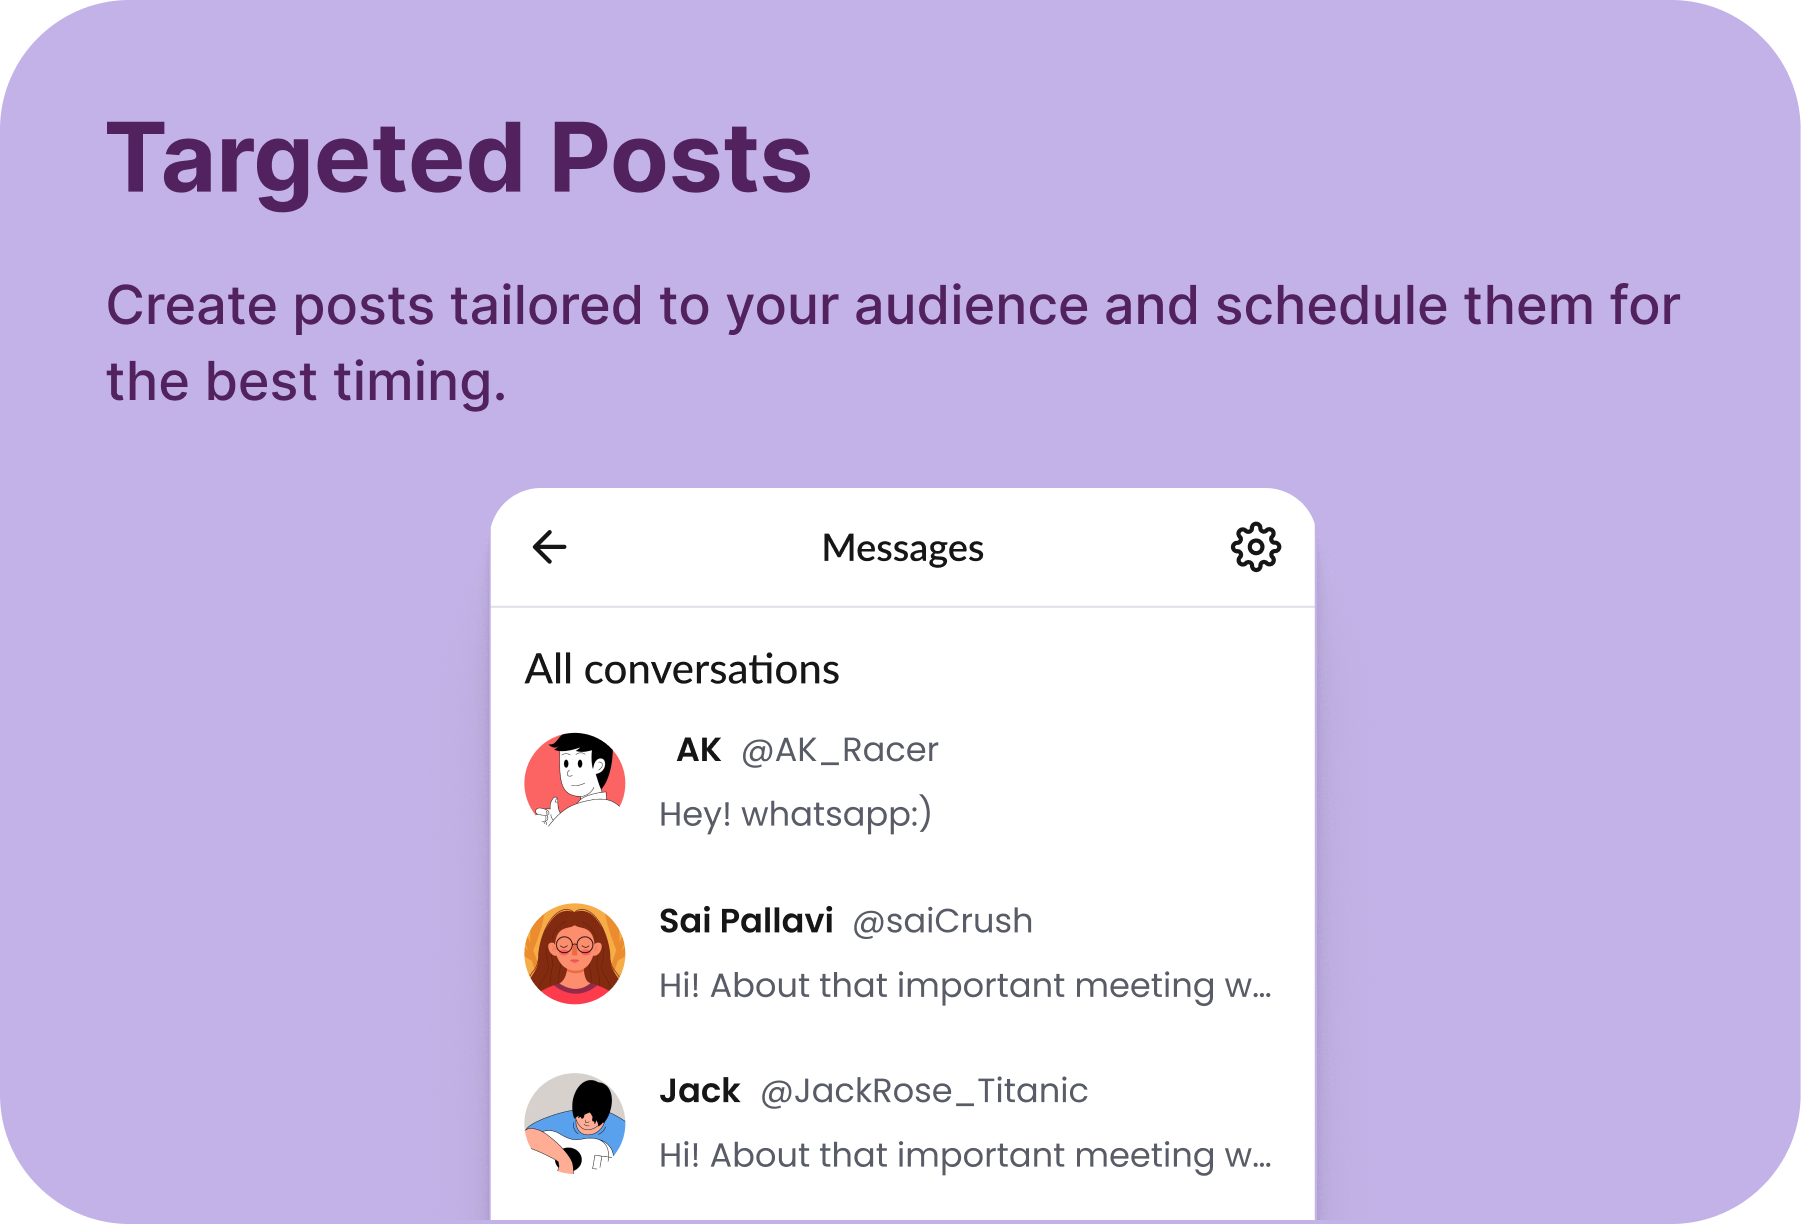 Targeted Posts
Create posts tailored to your audience and schedule them for
the best timing.
Messages
All conversations
AK @AK_Racer
Hey! whatsapp:)
Sai Pallavi @saiCrush
Hi! About that important meeting w...
Jack @JackRose_Titanic
Hi! About that important meeting w...